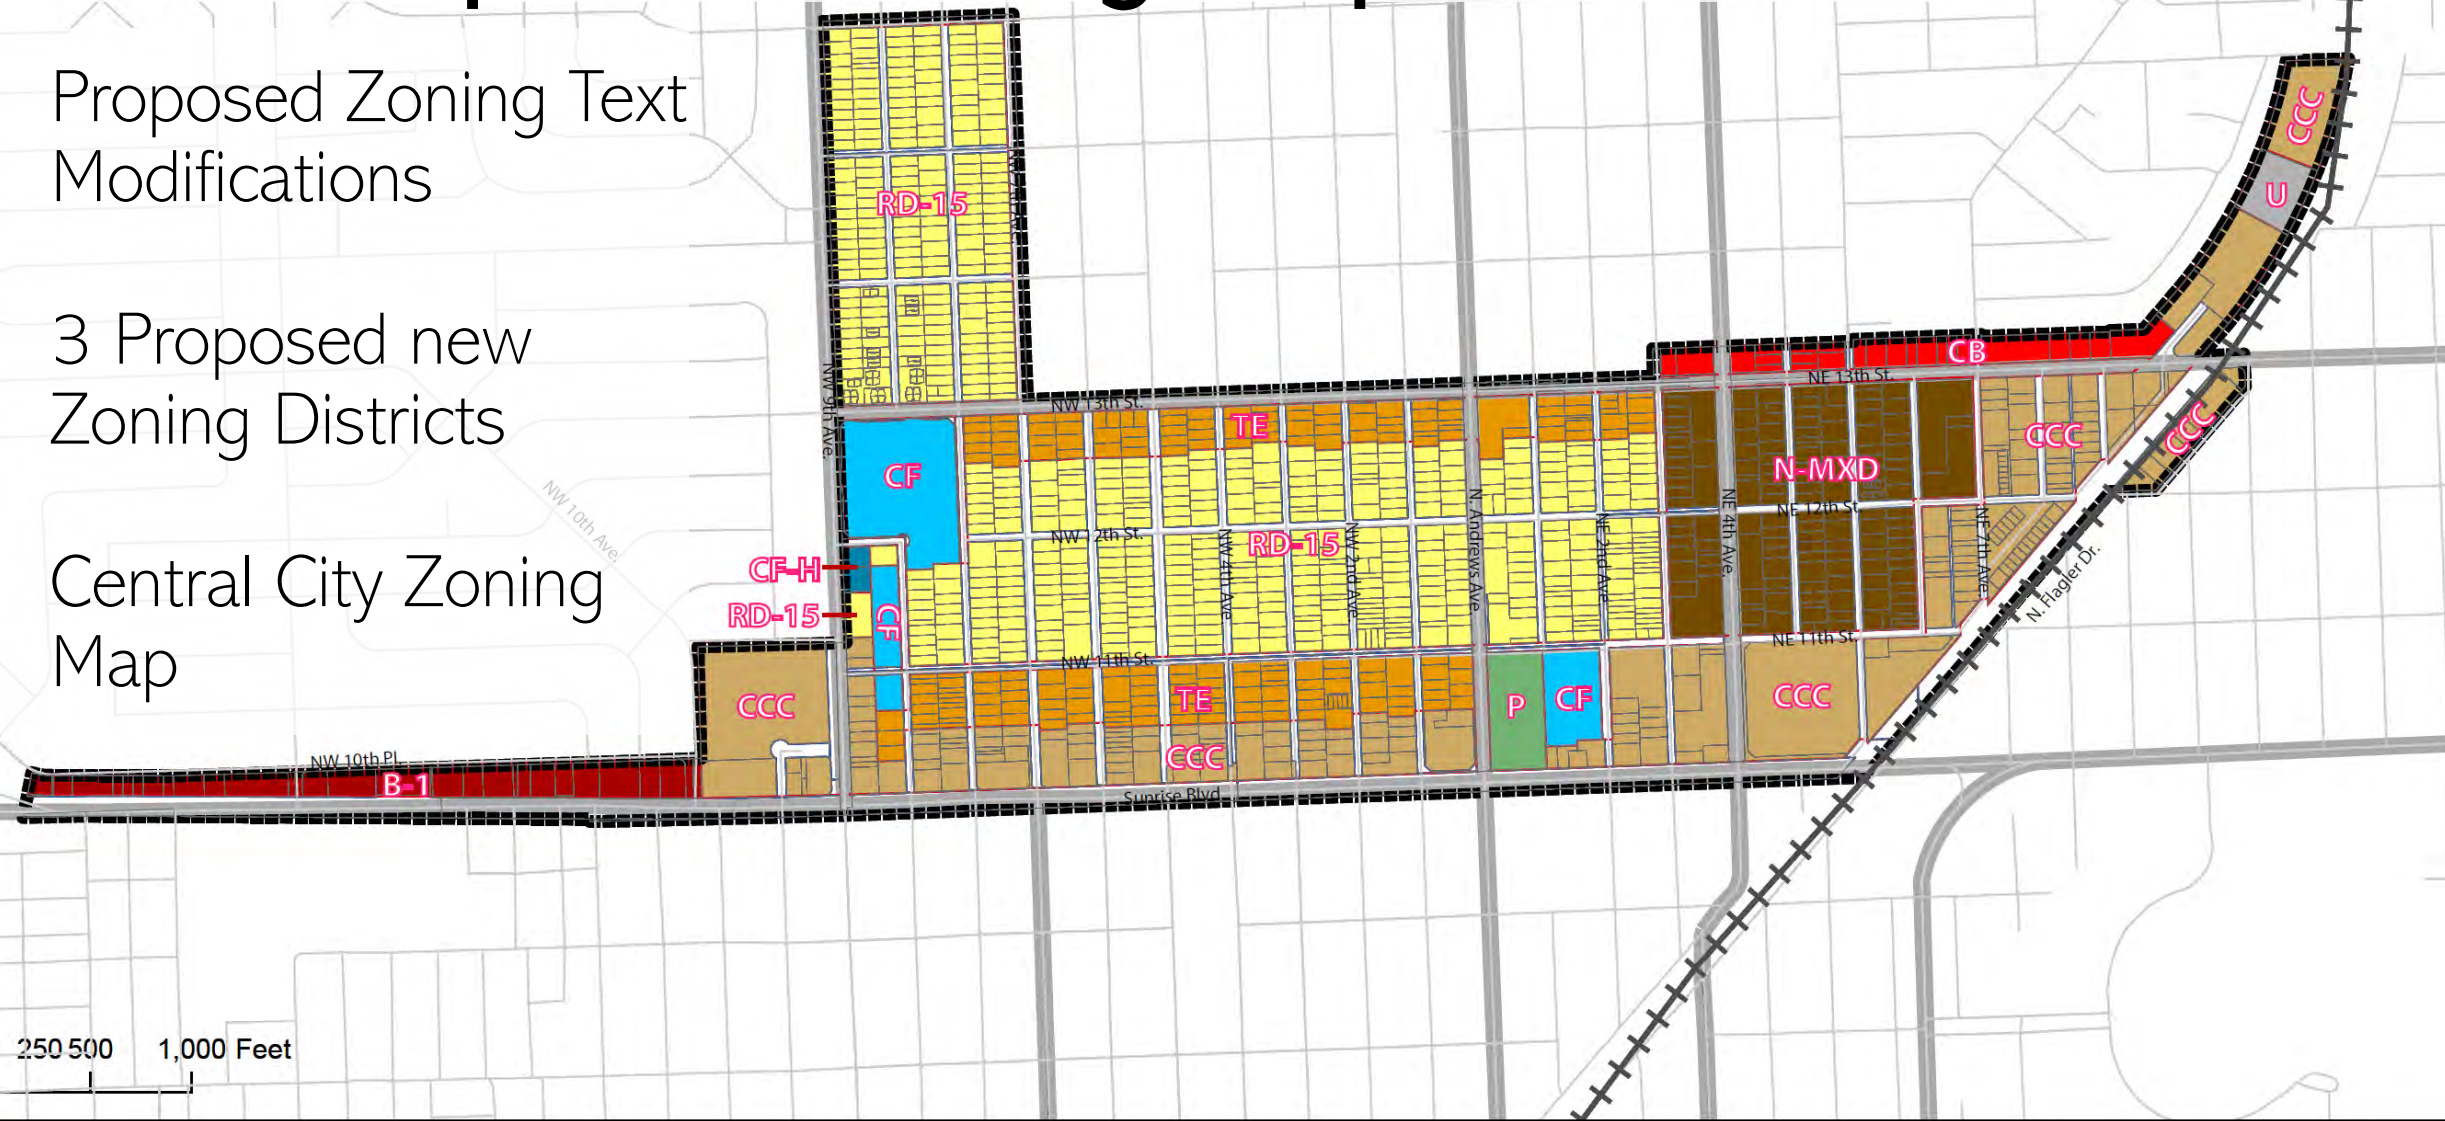 Proposed Zoning Text
Modifications
3 Proposed new
Zoning Districts
Central City Zoning
Map
RD-15
CCC
U
CB
NE 13th St.
NW 13th St.
NW 9th Ave.
TE
CCC
CCC
CF
N-MXD
NW 10th Ave.
NW 12th St.
RD-15
NW 4th Ave
NW 2nd Ave
N. Andrews Ave.
NE 2nd Ave
NE 4th Ave.
NE 12th St.
NE 7th Ave.
N. Flagler Dr.
CF-H
RD-15
CF
NW 11th St.
NE 11th St.
CCC
TE
P
CF
CCC
CCC
NW 10th Pl.
B-1
Sunrise Blvd
250 500 1,000 Feet